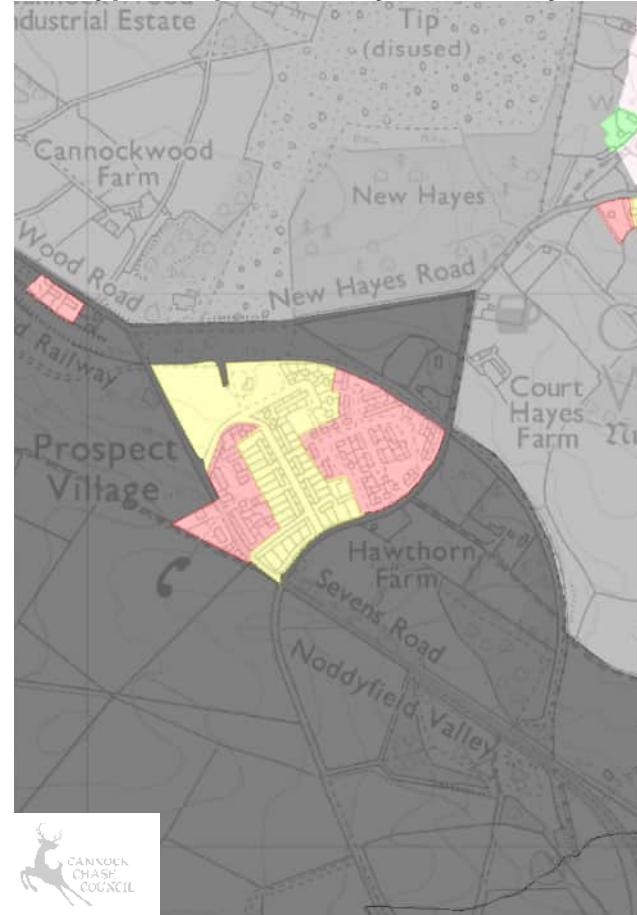 Industrial Estate
Tip
(disused)
Cannockwood
Farm
New Hayes
Wood Road
New Hayes Road
Railway
Court
Hayes
Farm
Prospect
Village
Hawthorn
Farm
Sevens Road
Noddyfield Valley
CANNOCK
CHASE
COUNCIL